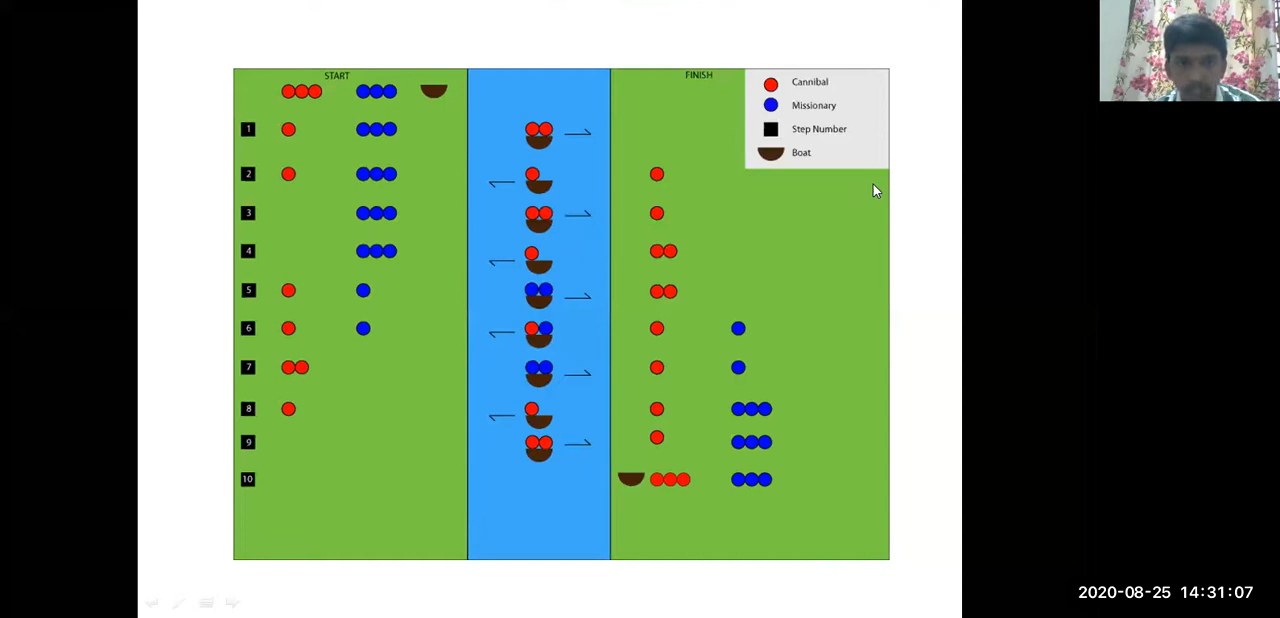 START
FINISH
Cannibal
Missionary
Step Number
Boat
1
2
3
4
5
6
7
8
9
10
2020-08-25 14:31:07